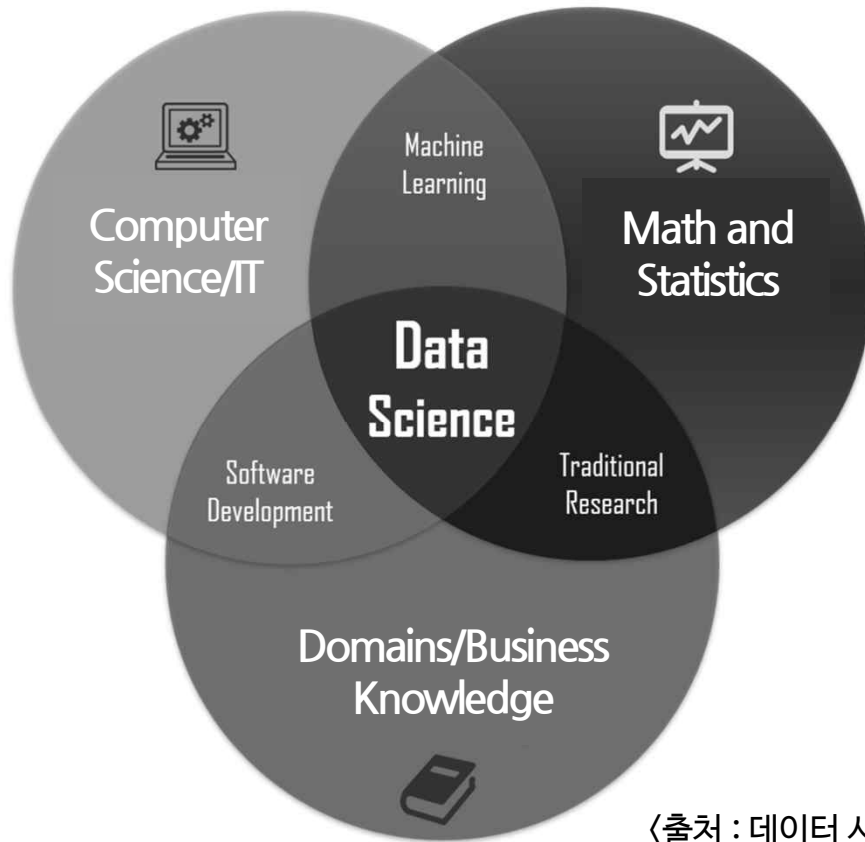 Machine
Learning
Computer
Science/IT
Math and
Statistics
Data
Science
Software
Development
Traditional
Research
Domains/Business
Knowledge
<출처 : 데이터 사